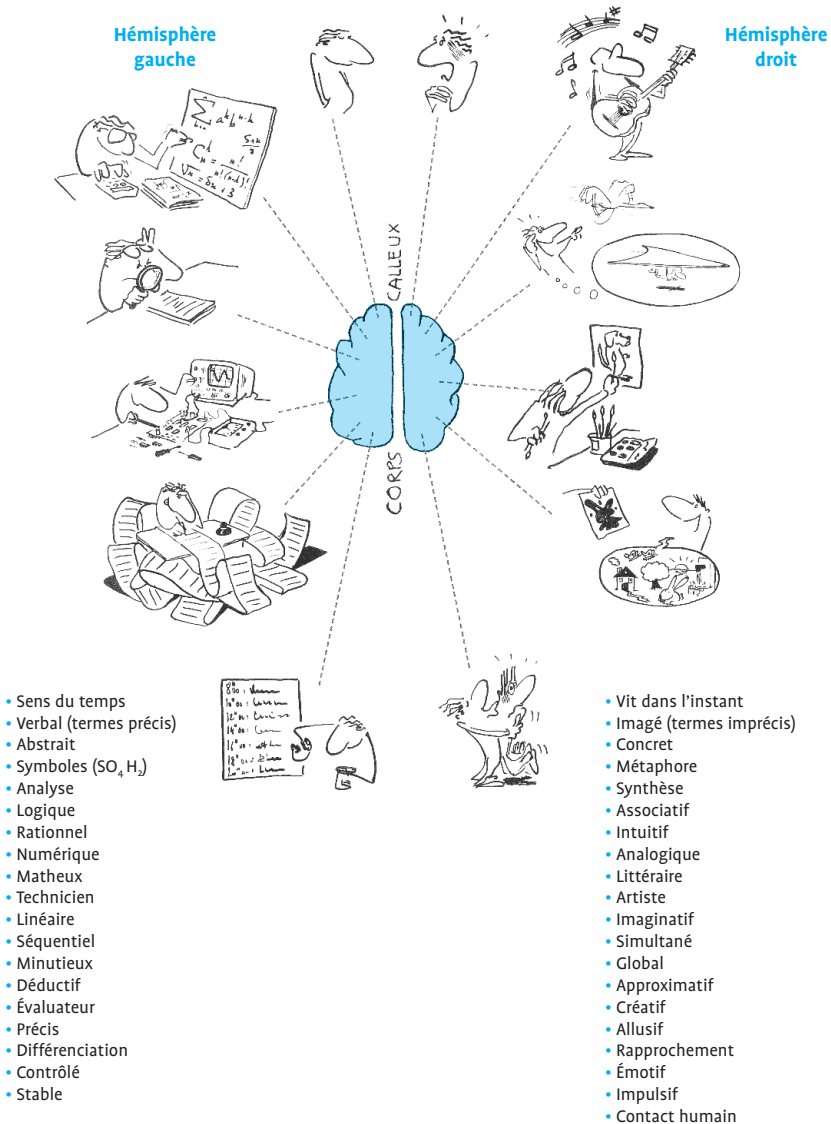 Hémisphère
gauche
Hémisphère
droit
CALLEUX
CORPS
• Sens du temps
• Verbal (termes précis)
• Abstrait
• Symboles (SO₄ H₂)
• Analyse
• Logique
• Rationnel
• Numérique
• Matheux
• Technicien
• Linéaire
• Séquentiel
• Minutieux
• Déductif
• Évaluateur
• Précis
• Différenciation
• Contrôlé
• Stable
• Vit dans l’instant
• Imagé (termes imprécis)
• Concret
• Métaphore
• Synthèse
• Associatif
• Intuitif
• Analogique
• Littéraire
• Artiste
• Imaginatif
• Simultané
• Global
• Approximatif
• Créatif
• Allusif
• Rapprochement
• Émotif
• Impulsif
• Contact humain